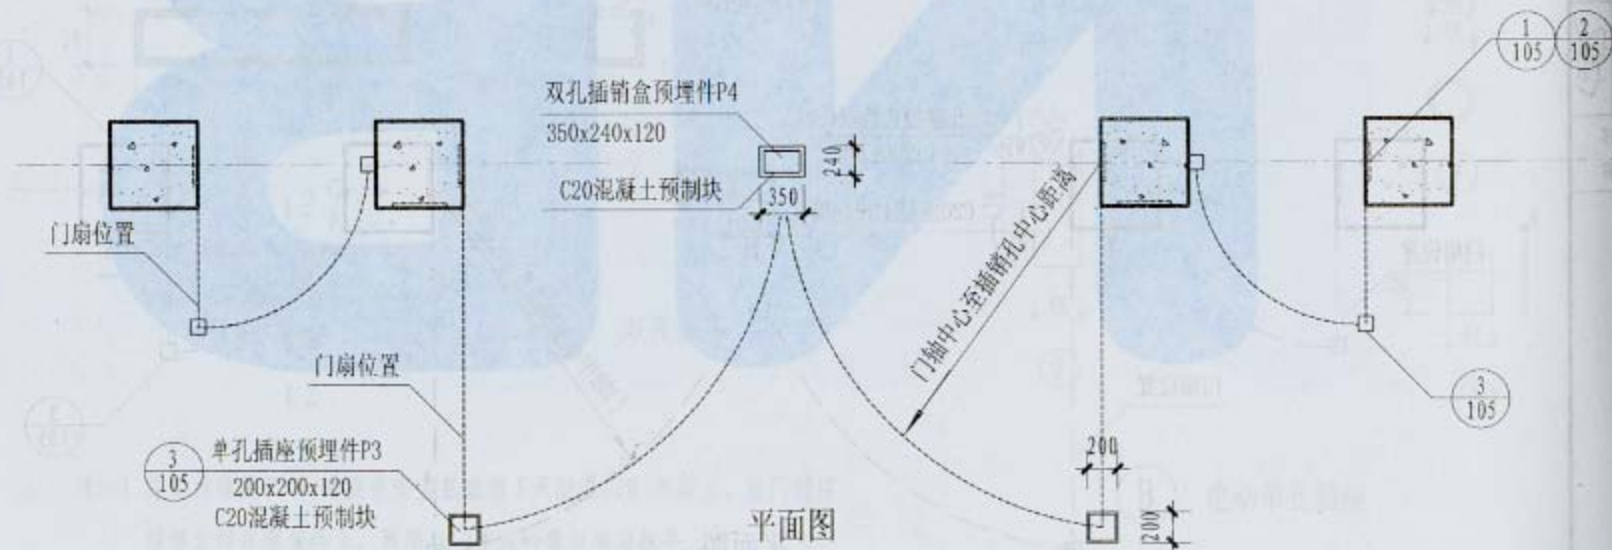 1
105
2
105
双孔插销盒预埋件P4
350x240x120
C20混凝土预制块
240
350
门扇位置
门轴中心至插销孔中心距离
门扇位置
3
105
3
105
单孔插座预埋件P3
200x200x120
C20混凝土预制块
200
200
平面图